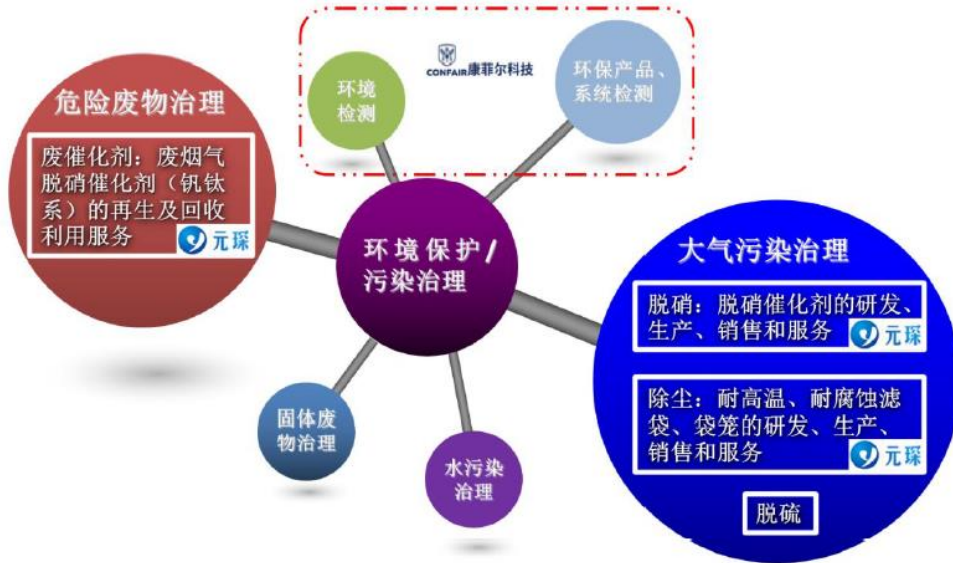 CONFAIR康菲尔科技
环境
检测
环保产品、
系统检测
危险废物治理
废催化剂：废烟气
脱硝催化剂（钒钛
系）的再生及回收
利用服务
元琛
环境保护/
污染治理
大气污染治理
脱硝：脱硝催化剂的研发、
生产、销售和服务
元琛
除尘：耐高温、耐腐蚀滤
袋、袋笼的研发、生产、
销售和服务
元琛
脱硫
固体废
物治理
水污染
治理